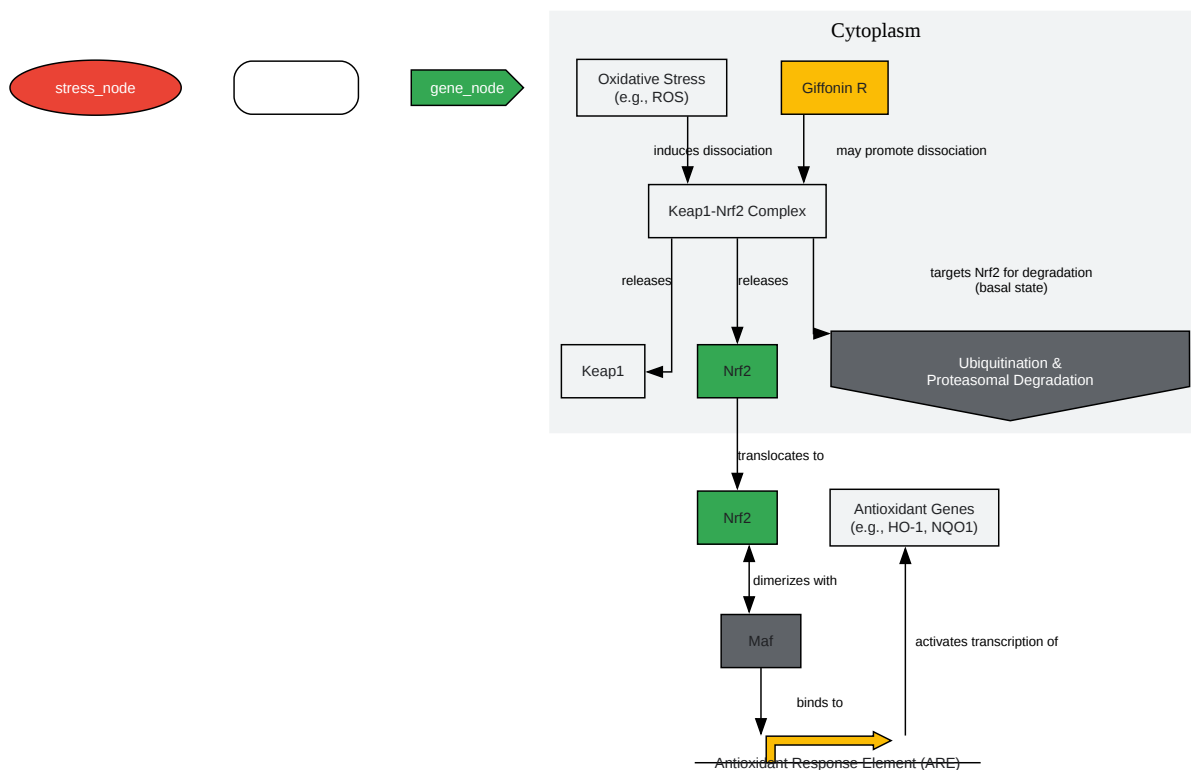 Cytoplasm
stress_node
gene_node
Oxidative Stress
(e.g., ROS)
Giffonin R
induces dissociation
may promote dissociation
Keap1-Nrf2 Complex
releases
releases
targets Nrf2 for degradation
(basal state)
Keap1
Nrf2
Ubiquitination &
Proteasomal Degradation
translocates to
Nrf2
Antioxidant Genes
(e.g., HO-1, NQO1)
dimerizes with
Maf
activates transcription of
binds to
Antioxidant Response Element (ARE)